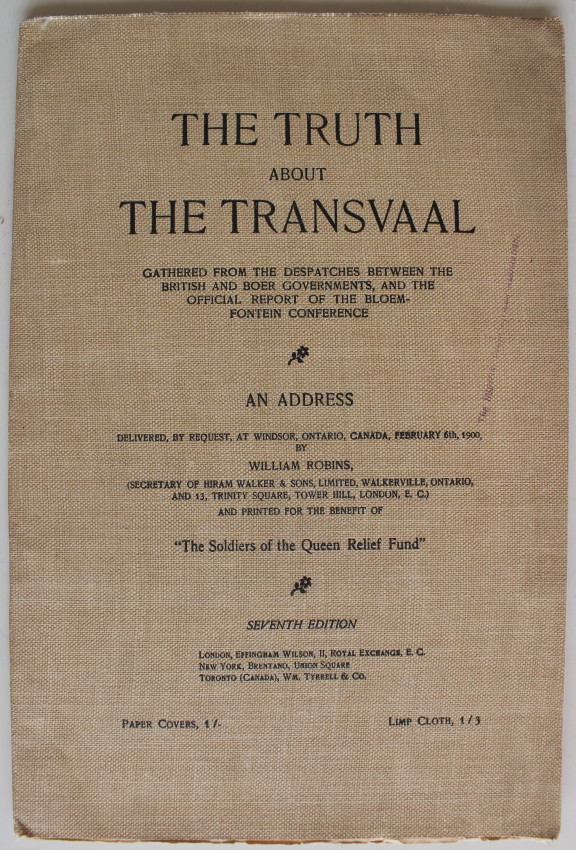 THE TRUTH
ABOUT
THE TRANSVAAL
GATHERED FROM THE DESPATCHES BETWEEN THE
BRITISH AND BOER GOVERNMENTS, AND THE
OFFICIAL REPORT OF THE BLOEM-
FONTEIN CONFERENCE
AN ADDRESS
DELIVERED, BY REQUEST, AT WINDSOR, ONTARIO, CANADA, FEBRUARY 6th, 1900,
BY
WILLIAM ROBINS,
(SECRETARY OF HIRAM WALKER & SONS, LIMITED, WALKERVILLE, ONTARIO,
AND 13, TRINITY SQUARE, TOWER HILL, LONDON, E. C.)
AND PRINTED FOR THE BENEFIT OF
"The Soldiers of the Queen Relief Fund"
SEVENTH EDITION
LONDON, EFFINGHAM WILSON, 11, ROYAL EXCHANGE, E. C.
NEW YORK, BRENTANO, UNION SQUARE
TORONTO (CANADA), WM. TYRRELL & CO.
PAPER COVERS, 1/-
LIMP CLOTH, 1/3
The